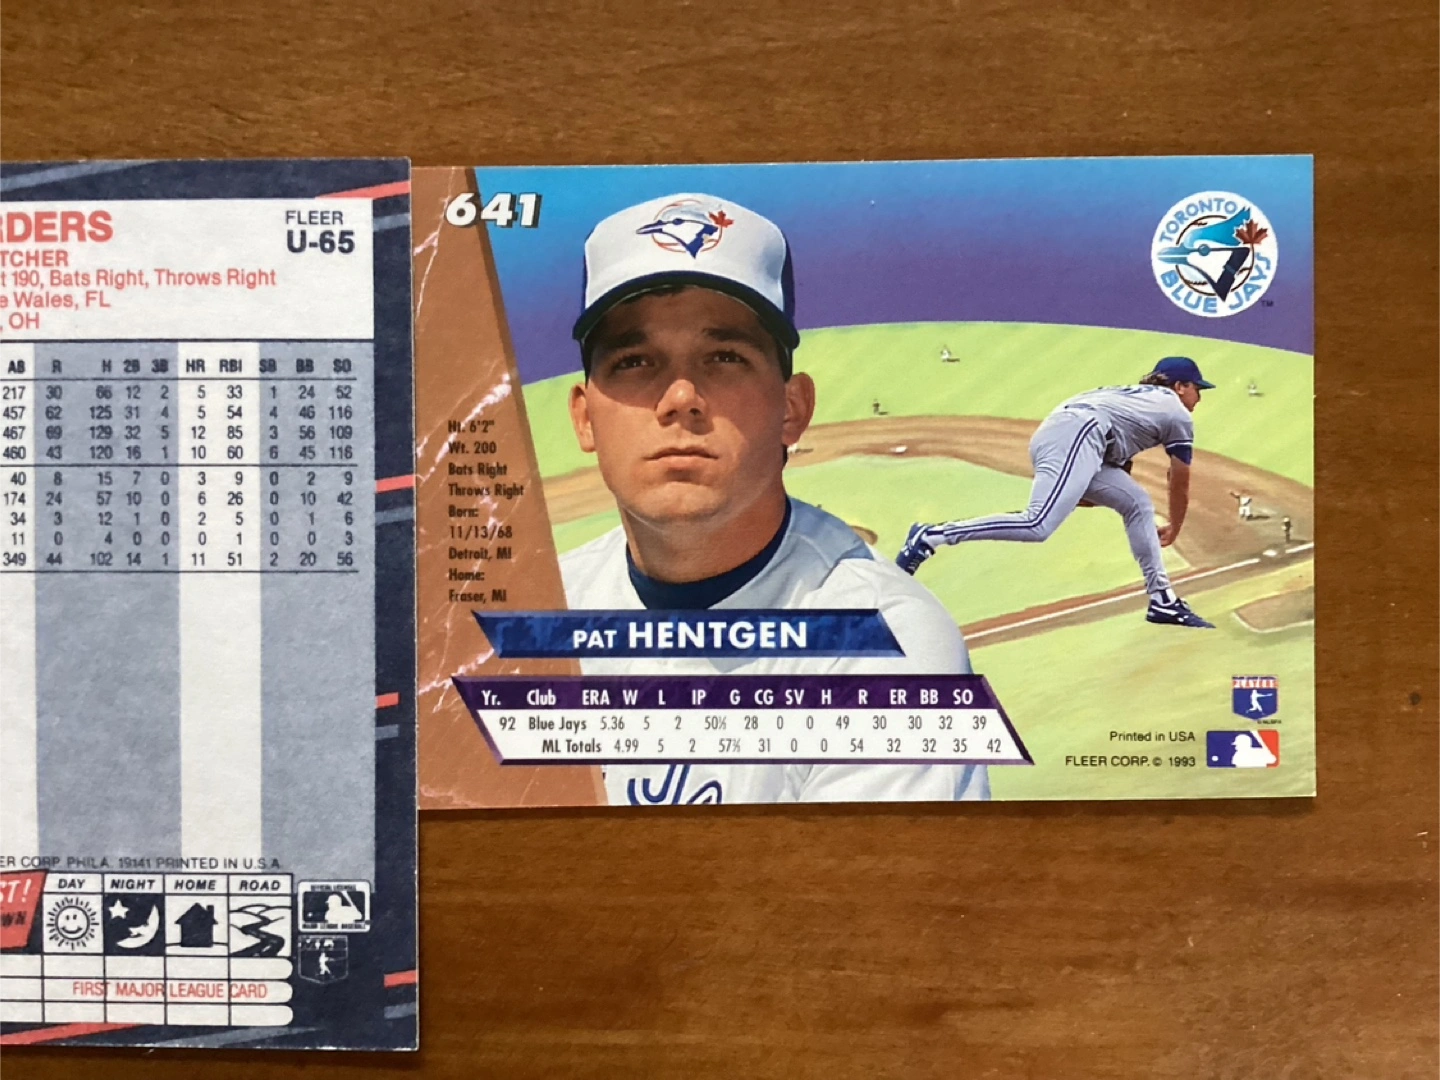 RDERS
FLEER
U-65
TCHER
t 190, Bats Right, Throws Right
e Wales, FL
, OH
AB R H 2B 3B HR RBI SB BB SO
217 30 66 12 2 5 33 1 24 52
457 62 125 31 4 5 54 4 46 116
467 69 129 32 5 12 85 3 56 109
460 43 120 16 1 10 60 6 45 116
40 8 15 7 0 3 9 0 2 9
174 24 57 10 0 6 26 0 10 42
34 3 12 1 0 2 5 0 1 6
11 0 4 0 0 0 1 0 0 3
349 44 102 14 1 11 51 2 20 56
ER CORP. PHILA. 19141 PRINTED IN U.S.A.
ST!
WN
DAY NIGHT HOME ROAD
FIRST MAJOR LEAGUE CARD
641
TORONTO
BLUE JAYS
TM
Ht. 6'2"
Wt. 200
Bats Right
Throws Right
Born:
11/13/68
Detroit, MI
Home:
Fraser, MI
PAT HENTGEN
Yr. Club ERA W L IP G CG SV H R ER BB SO
92 Blue Jays 5.36 5 2 50⅓ 28 0 0 49 30 30 32 39
ML Totals 4.99 5 2 57⅔ 31 0 0 54 32 32 35 42
PLAYERS
Printed in USA
FLEER CORP. © 1993